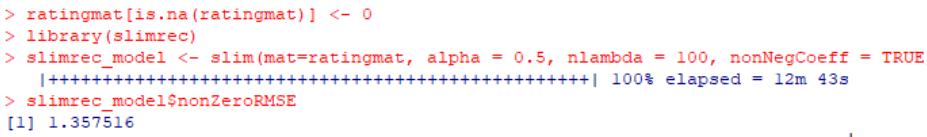 > ratingmat[is.na(ratingmat)] <- 0
> library(slimrec)
> slimrec_model <- slim(mat=ratingmat, alpha = 0.5, nlambda = 100, nonNegCoeff = TRUE
|++++++++++++++++++++++++++++++++++++++++++++++++++| 100% elapsed = 12m 43s
> slimrec_model$nonZeroRMSE
[1] 1.357516